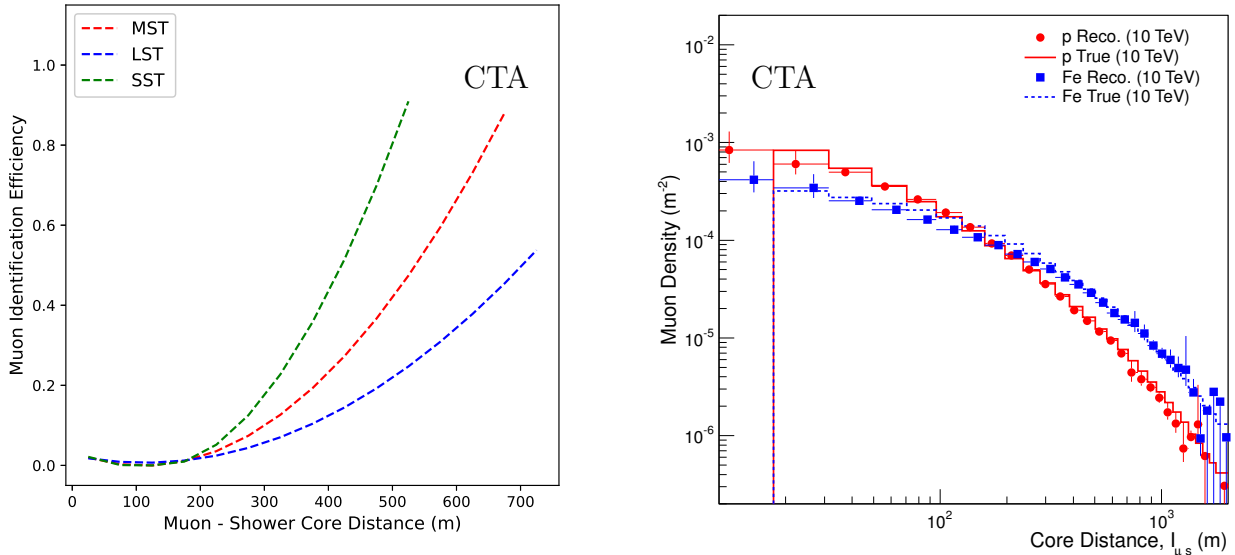 MST
LST
SST
CTA
1.0
0.8
0.6
0.4
0.2
0.0
Muon Identification Efficiency
0 100 200 300 400 500 600 700
Muon - Shower Core Distance (m)
p Reco. (10 TeV)
p True (10 TeV)
Fe Reco. (10 TeV)
Fe True (10 TeV)
CTA
10⁻²
10⁻³
10⁻⁴
10⁻⁵
10⁻⁶
Muon Density (m⁻²)
10² 10³
Core Distance, I_μ s (m)